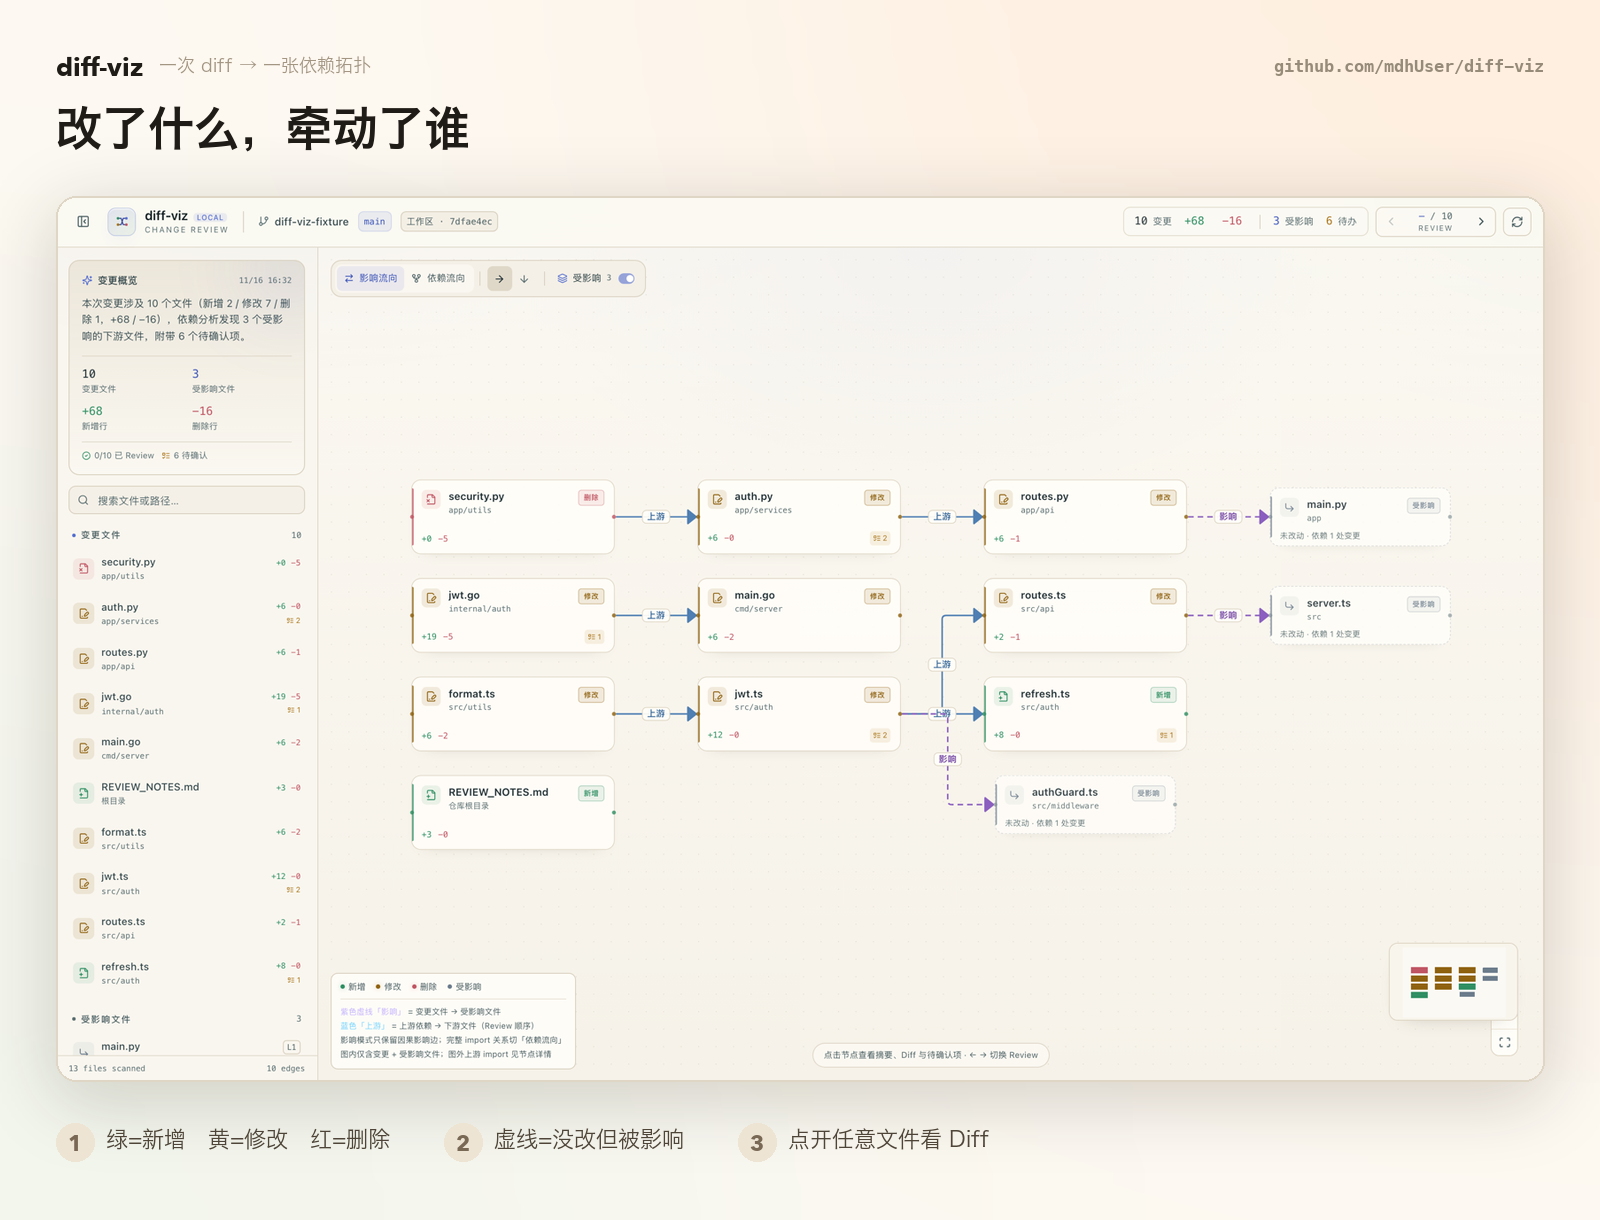 diff-viz 一次 diff → 一张依赖拓扑
github.com/mdhUser/diff-viz
改了什么，牵动了谁
diff-viz LOCAL
CHANGE REVIEW
diff-viz-fixture main 工作区 · 7dfae4ec
10 变更 +68 −16 3 受影响 6 待办
– / 10
REVIEW
变更概览 11/16 16:32
本次变更涉及 10 个文件（新增 2 / 修改 7 / 删
除 1，+68 / −16），依赖分析发现 3 个受影
响的下游文件，附带 6 个待确认项。
10 3
变更文件 受影响文件
+68 −16
新增行 删除行
0/10 已 Review 6 待确认
搜索文件或路径...
变更文件 10
security.py +0 −5
app/utils
auth.py +6 −0
app/services 2
routes.py +6 −1
app/api
jwt.go +19 −5
internal/auth 1
main.go +6 −2
cmd/server
REVIEW_NOTES.md +3 −0
根目录
format.ts +6 −2
src/utils
jwt.ts +12 −0
src/auth 2
routes.ts +2 −1
src/api
refresh.ts +8 −0
src/auth 1
受影响文件 3
main.py L1
13 files scanned 10 edges
影响流向 依赖流向 → ↓ 受影响 3
security.py 删除
app/utils
+0 −5
上游
auth.py 修改
app/services
+6 −0 2
上游
routes.py 修改
app/api
+6 −1
影响
main.py 受影响
app
未改动 · 依赖 1 处变更
jwt.go 修改
internal/auth
+19 −5 1
上游
main.go 修改
cmd/server
+6 −2
routes.ts 修改
src/api
+2 −1
影响
server.ts 受影响
src
未改动 · 依赖 1 处变更
上游
format.ts 修改
src/utils
+6 −2
上游
jwt.ts 修改
src/auth
+12 −0 2
上游
refresh.ts 新增
src/auth
+8 −0 1
影响
REVIEW_NOTES.md 新增
仓库根目录
+3 −0
authGuard.ts 受影响
src/middleware
未改动 · 依赖 1 处变更
新增 修改 删除 受影响
紫色虚线「影响」 = 变更文件 → 受影响文件
蓝色「上游」 = 上游依赖 → 下游文件（Review 顺序）
影响模式只保留因果影响边；完整 import 关系切「依赖流向」
图内仅含变更 + 受影响文件；图外上游 import 见节点详情
点击节点查看摘要、Diff 与待确认项 · ← → 切换 Review
1 绿=新增 黄=修改 红=删除
2 虚线=没改但被影响
3 点开任意文件看 Diff